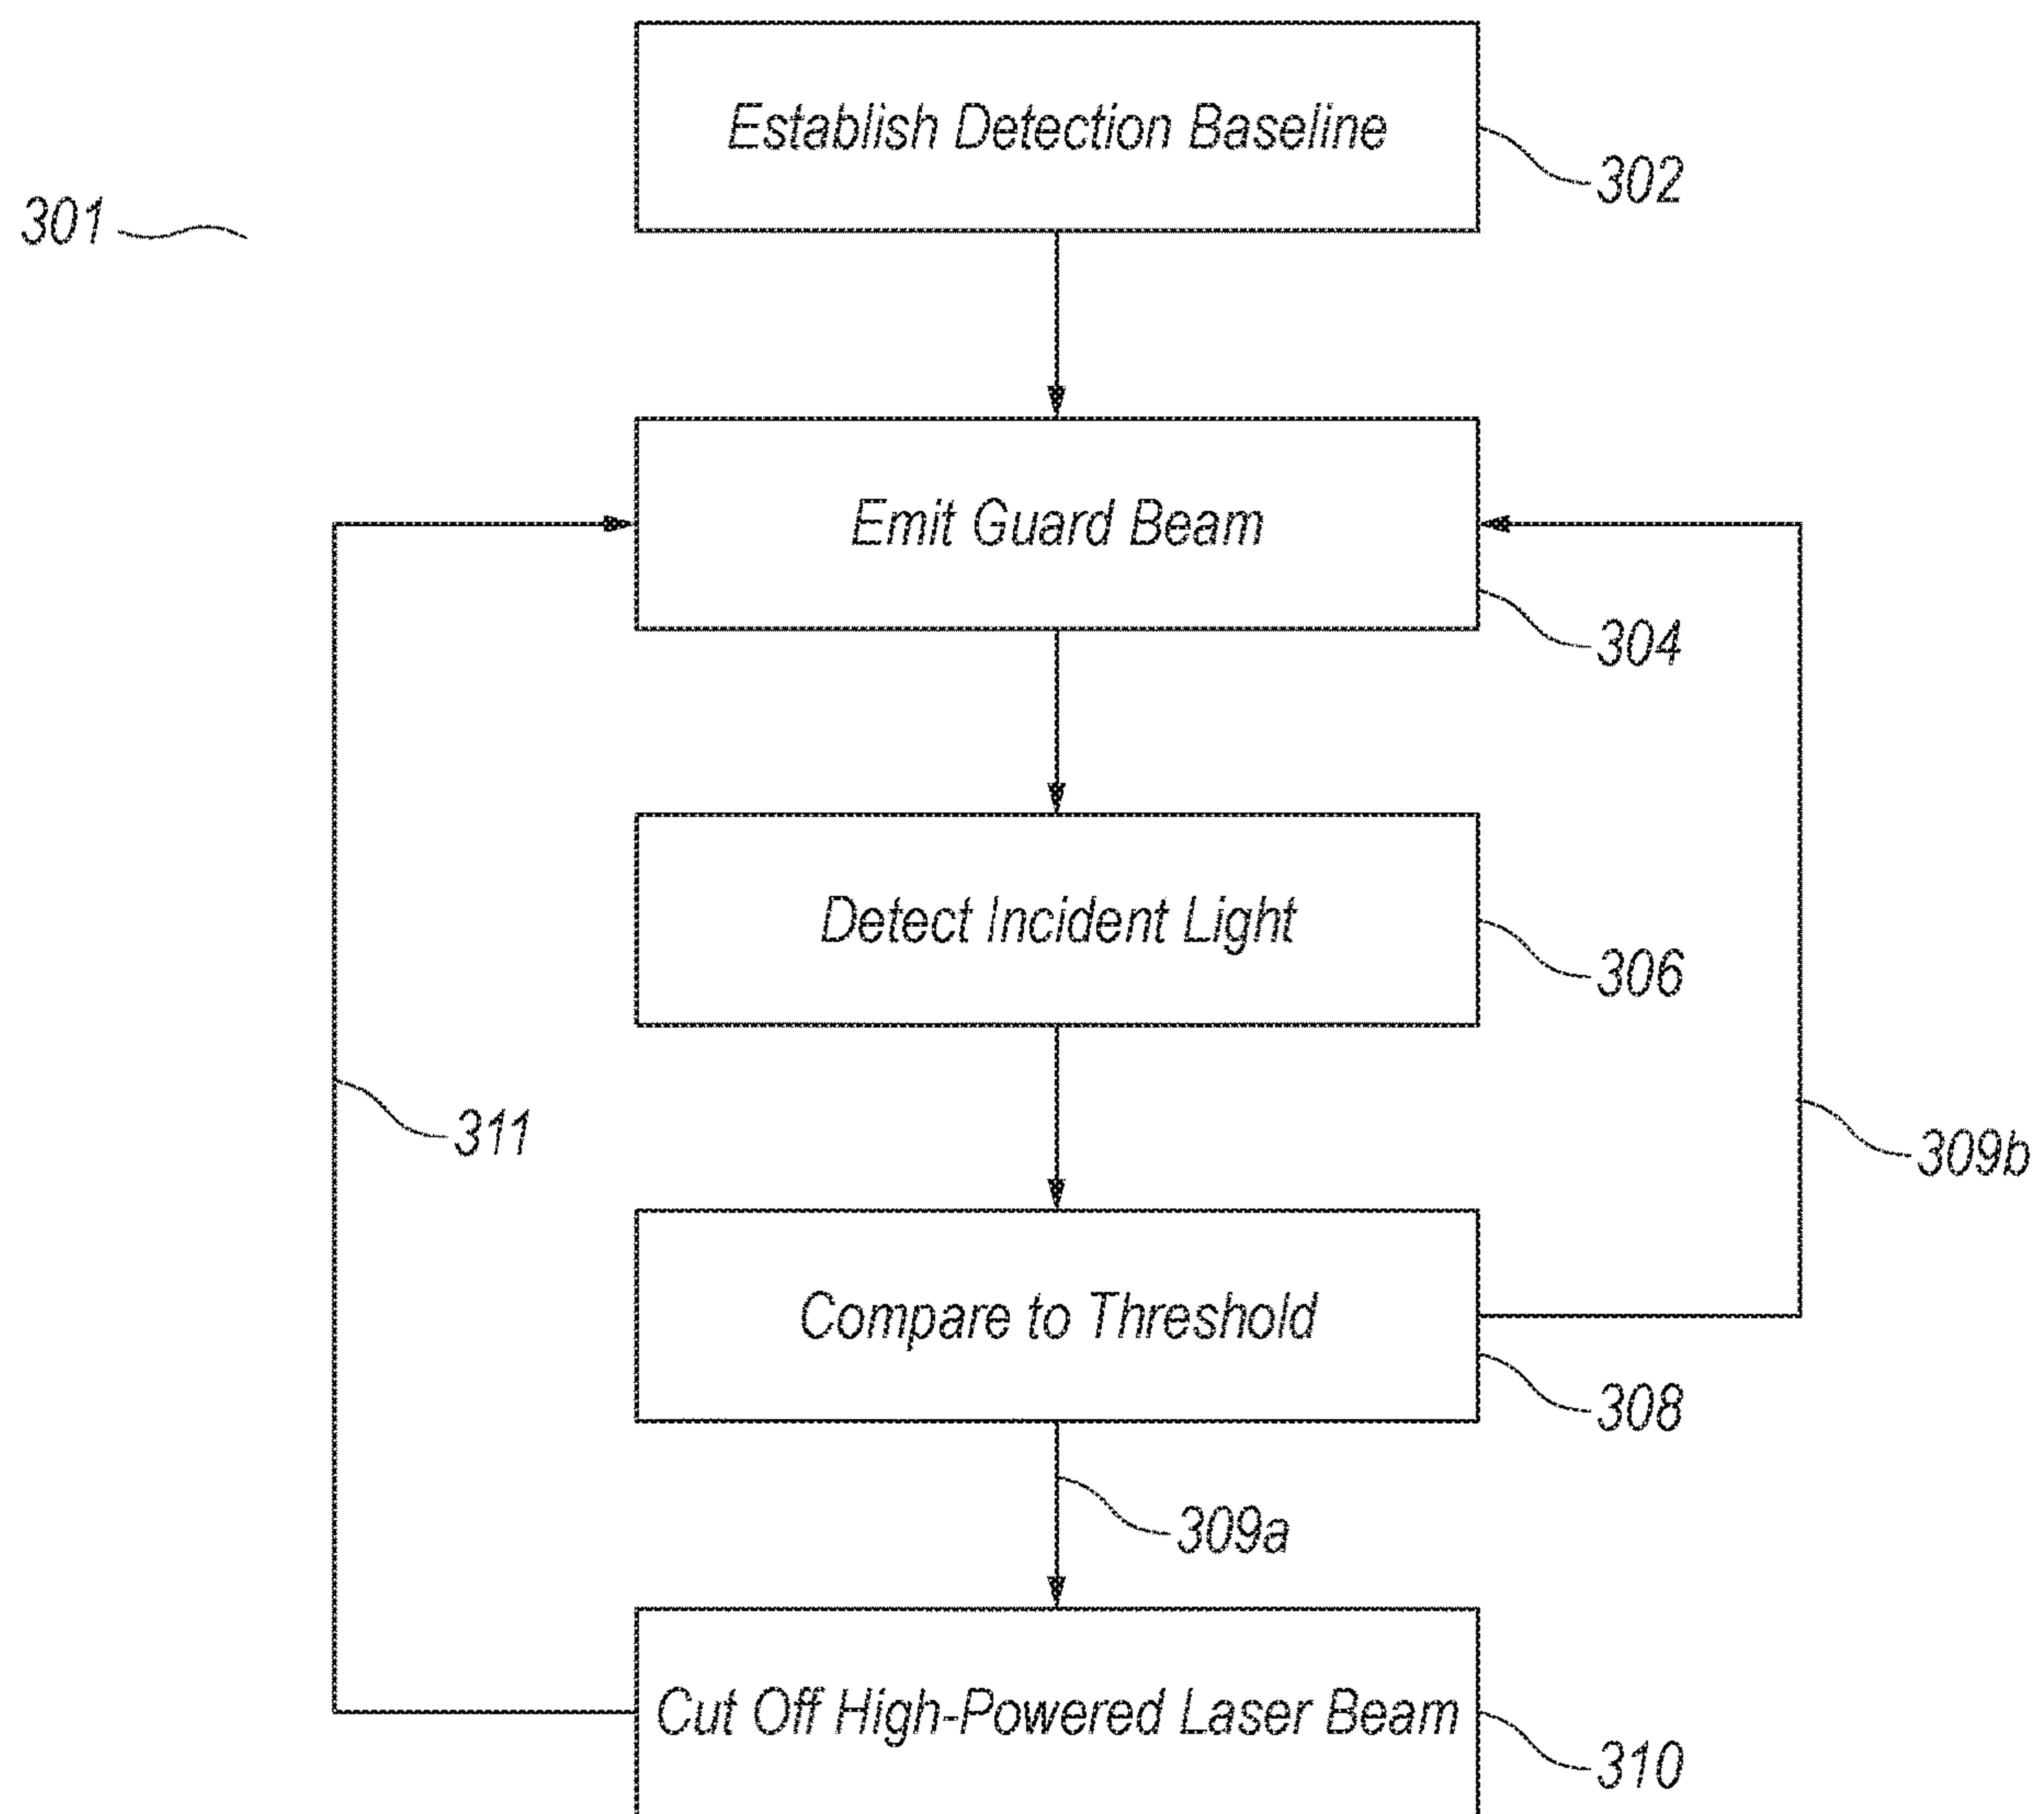 Establish Detection Baseline
302
301
Emit Guard Beam
304
Detect Incident Light
306
311
309b
Compare to Threshold
308
309a
Cut Off High-Powered Laser Beam
310